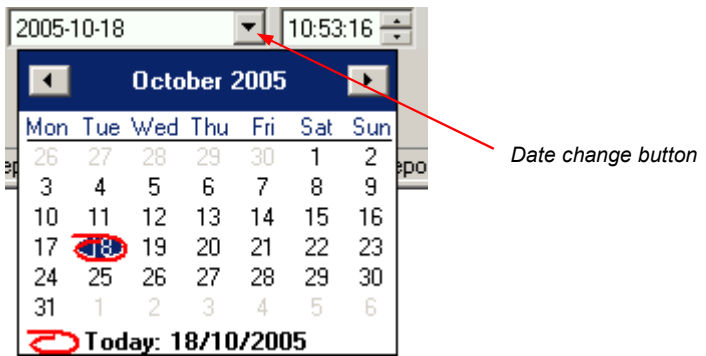 2005-10-18 10:53:16
October 2005
Mon Tue Wed Thu Fri Sat Sun
26 27 28 29 30 1 2
3 4 5 6 7 8 9
10 11 12 13 14 15 16
17 18 19 20 21 22 23
24 25 26 27 28 29 30
31 1 2 3 4 5 6
Today: 18/10/2005
Date change button